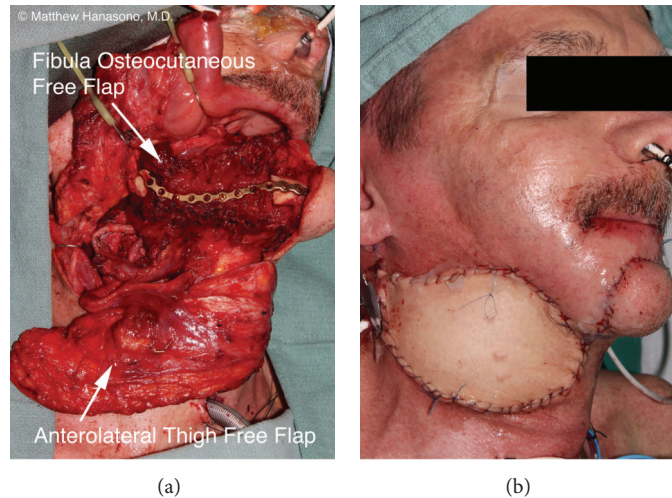 © Matthew Hanasono, M.D.
Fibula Osteocutaneous
Free Flap
Anterolateral Thigh Free Flap
(a)
(b)